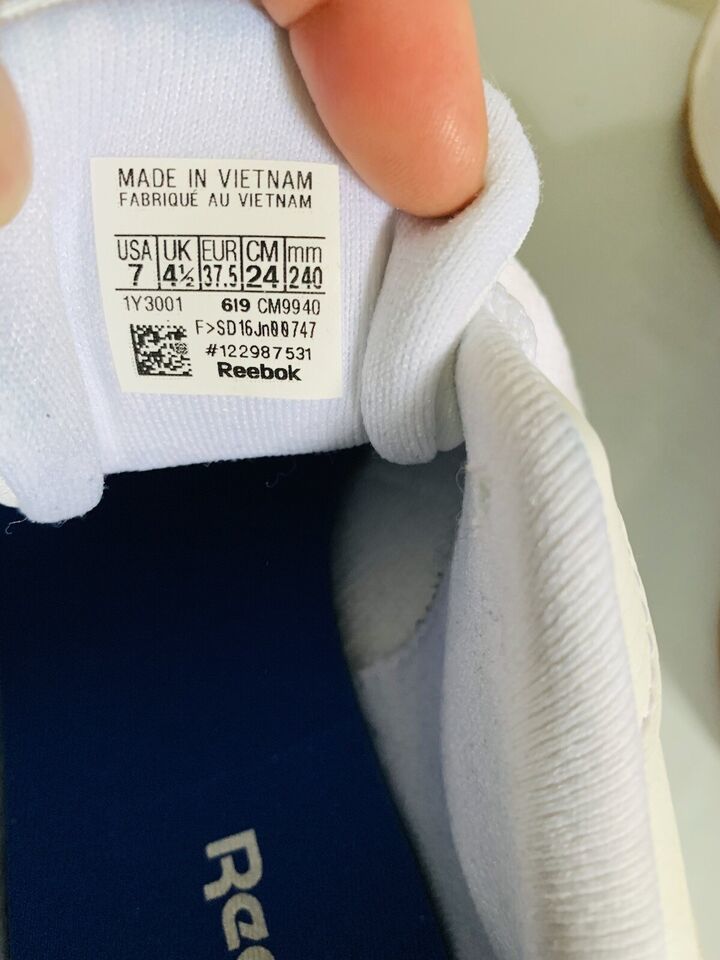 MADE IN VIETNAM
FABRIQUÉ AU VIETNAM
USA UK EUR CM mm
7 4½ 37.5 24 240
1Y3001 619 CM9940
F>SD16Jn00747
#122987531
Reebok
Ree